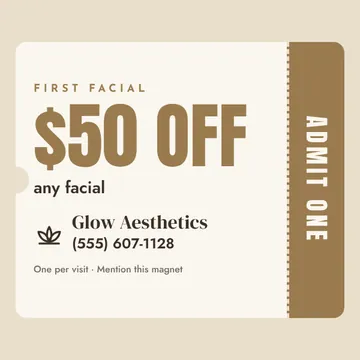 FIRST FACIAL
$50 OFF
any facial
Glow Aesthetics
(555) 607-1128
One per visit · Mention this magnet
ADMIT ONE